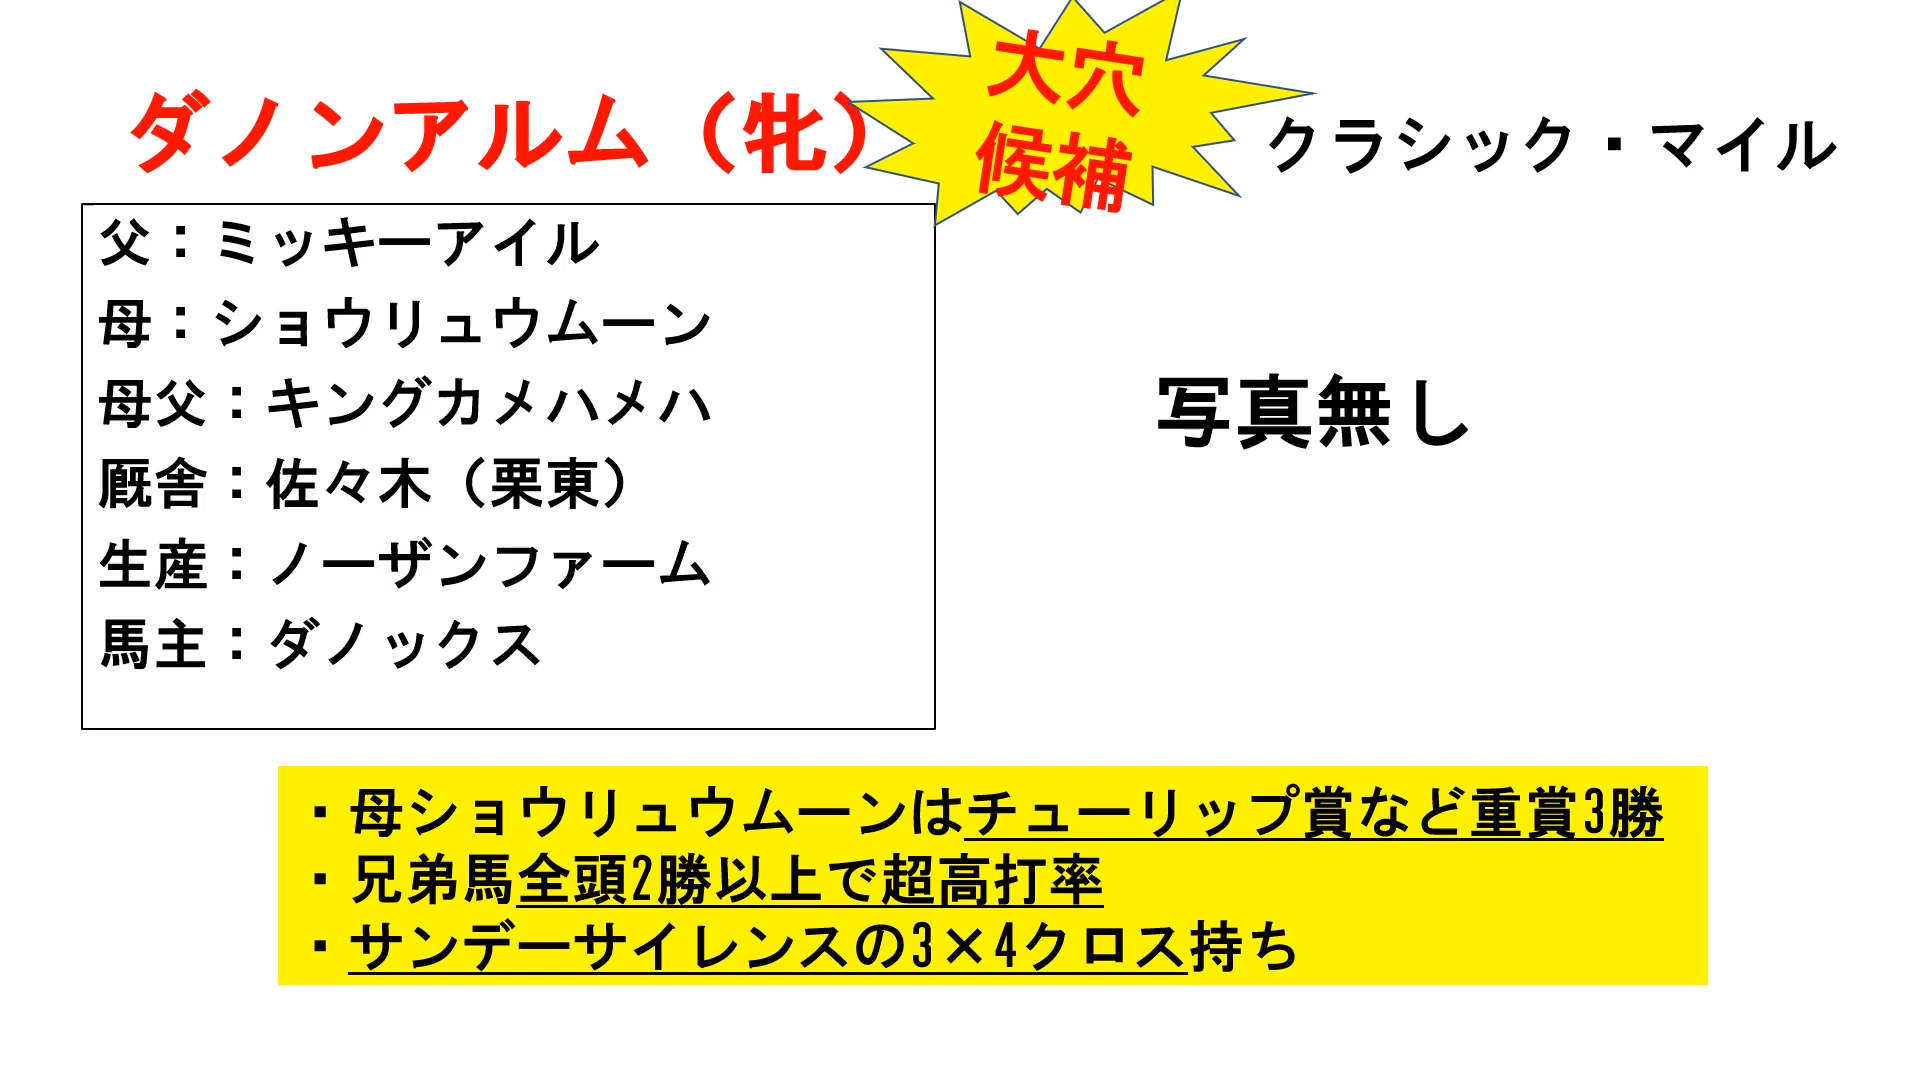 ダノンアルム（牝）
大穴
候補
クラシック・マイル
父：ミッキーアイル
母：ショウリュウムーン
母父：キングカメハメハ
厩舎：佐々木（栗東）
生産：ノーザンファーム
馬主：ダノックス
写真無し
・母ショウリュウムーンはチューリップ賞など重賞3勝
・兄弟馬全頭2勝以上で超高打率
・サンデーサイレンスの3×4クロス持ち